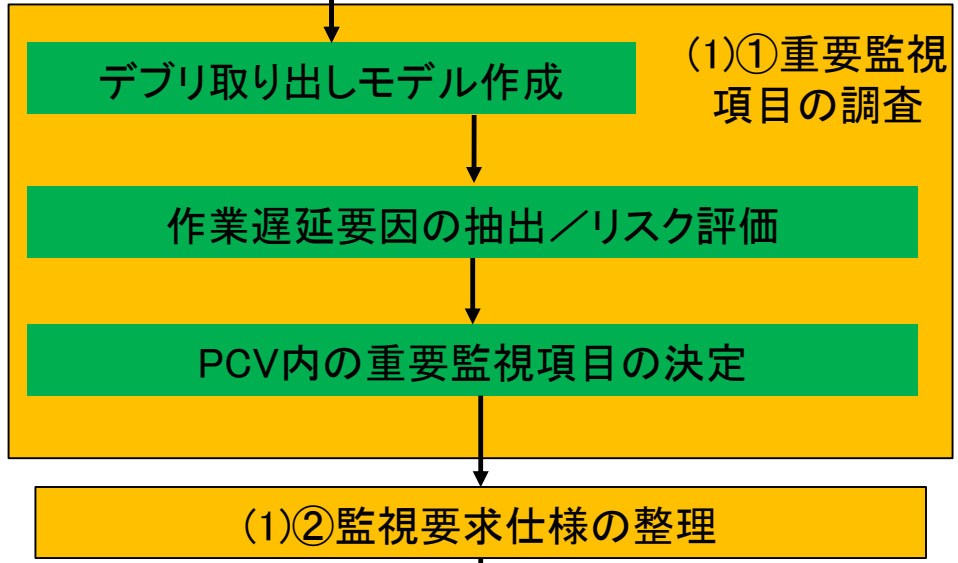 デブリ取り出しモデル作成
(1)①重要監視
項目の調査
作業遅延要因の抽出／リスク評価
PCV内の重要監視項目の決定
(1)②監視要求仕様の整理